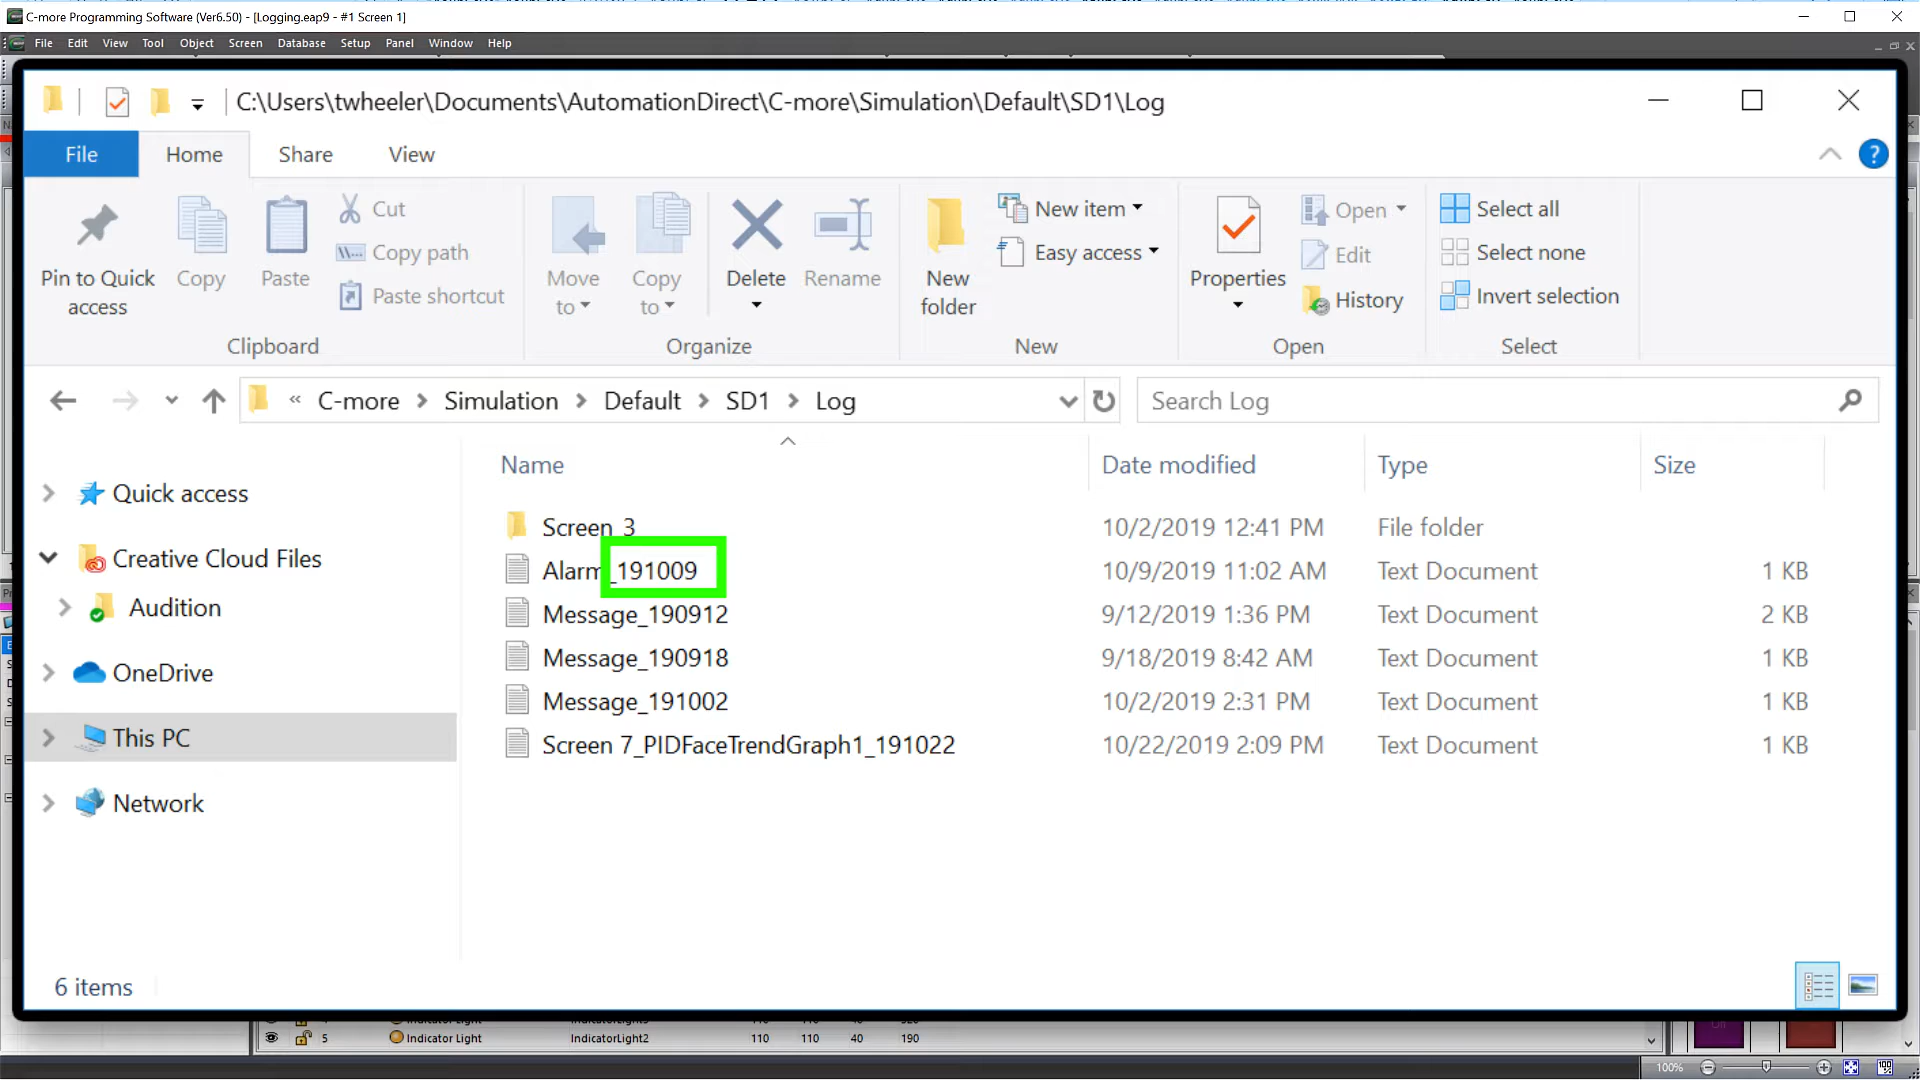 C-more Programming Software (Ver6.50) - [Logging.eap9 - #1 Screen 1]
File Edit View Tool Object Screen Database Setup Panel Window Help
C:\Users\twheeler\Documents\AutomationDirect\C-more\Simulation\Default\SD1\Log
File Home Share View
Pin to Quick access
Copy
Paste
Cut
Copy path
Paste shortcut
Clipboard
Move to
Copy to
Delete
Rename
Organize
New folder
New item
Easy access
New
Properties
Open
Edit
History
Open
Select all
Select none
Invert selection
Select
« C-more > Simulation > Default > SD1 > Log
Search Log
Name Date modified Type Size
Quick access
Creative Cloud Files
Audition
OneDrive
This PC
Network
Screen_3 10/2/2019 12:41 PM File folder
Alarm_191009 10/9/2019 11:02 AM Text Document 1 KB
Message_190912 9/12/2019 1:36 PM Text Document 2 KB
Message_190918 9/18/2019 8:42 AM Text Document 1 KB
Message_191002 10/2/2019 2:31 PM Text Document 1 KB
Screen 7_PIDFaceTrendGraph1_191022 10/22/2019 2:09 PM Text Document 1 KB
6 items
5 Indicator Light IndicatorLight2 110 110 40 190
100%